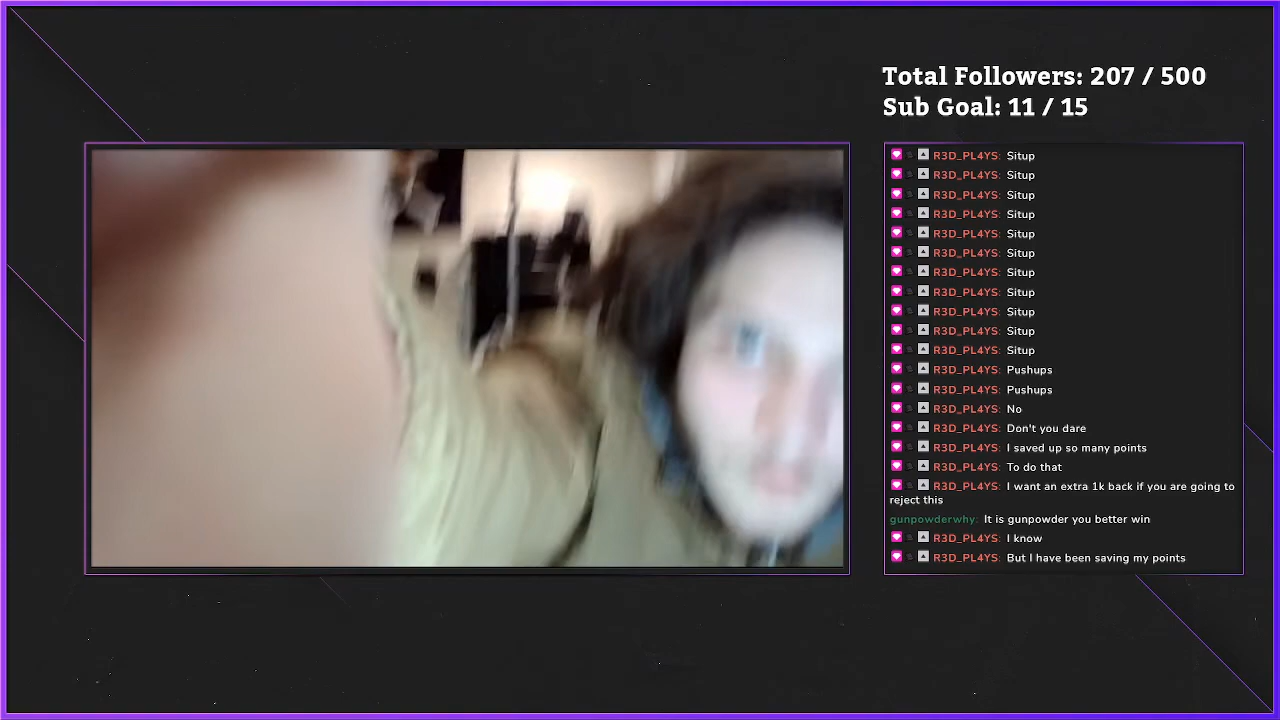 Total Followers: 207 / 500
Sub Goal: 11 / 15
R3D_PL4YS: Situp
R3D_PL4YS: Situp
R3D_PL4YS: Situp
R3D_PL4YS: Situp
R3D_PL4YS: Situp
R3D_PL4YS: Situp
R3D_PL4YS: Situp
R3D_PL4YS: Situp
R3D_PL4YS: Situp
R3D_PL4YS: Situp
R3D_PL4YS: Situp
R3D_PL4YS: Pushups
R3D_PL4YS: Pushups
R3D_PL4YS: No
R3D_PL4YS: Don't you dare
R3D_PL4YS: I saved up so many points
R3D_PL4YS: To do that
R3D_PL4YS: I want an extra 1k back if you are going to
reject this
gunpowderwhy: It is gunpowder you better win
R3D_PL4YS: I know
R3D_PL4YS: But I have been saving my points